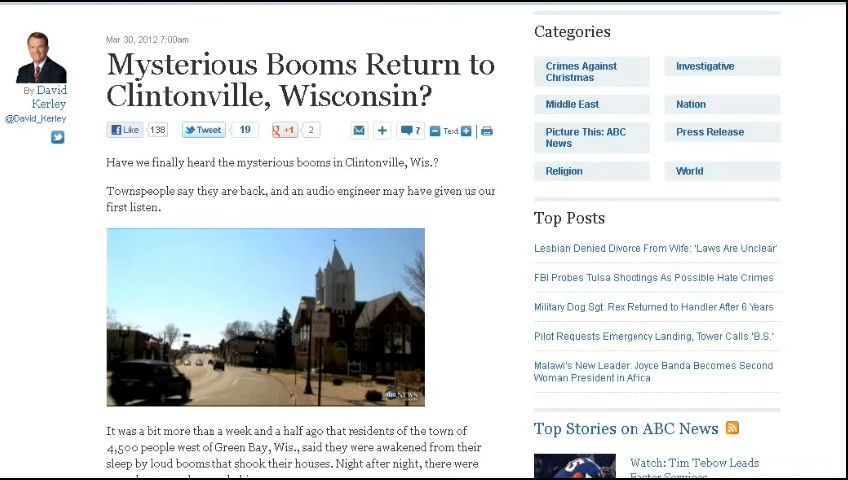 Mar 30, 2012 7:00am
Mysterious Booms Return to
Clintonville, Wisconsin?
By David
Kerley
@David_Kerley
Like 138 Tweet 19 +1 2 7 Text
Have we finally heard the mysterious booms in Clintonville, Wis.?
Townspeople say they are back, and an audio engineer may have given us our
first listen.
abc NEWS
It was a bit more than a week and a half ago that residents of the town of
4,500 people west of Green Bay, Wis., said they were awakened from their
sleep by loud booms that shook their houses. Night after night, there were
Categories
Crimes Against
Christmas
Investigative
Middle East
Nation
Picture This: ABC
News
Press Release
Religion
World
Top Posts
Lesbian Denied Divorce From Wife: 'Laws Are Unclear'
FBI Probes Tulsa Shootings As Possible Hate Crimes
Military Dog Sgt. Rex Returned to Handler After 6 Years
Pilot Requests Emergency Landing, Tower Calls 'B.S.'
Malawi's New Leader: Joyce Banda Becomes Second
Woman President in Africa
Top Stories on ABC News
Watch: Tim Tebow Leads
Easter Services